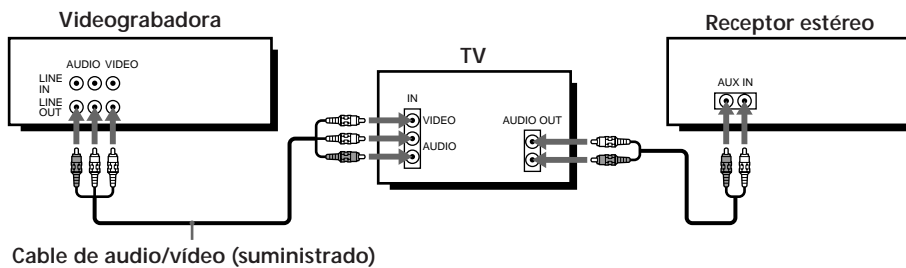 Videograbadora
AUDIO VIDEO
LINE
IN
LINE
OUT
TV
IN
VIDEO
AUDIO
AUDIO OUT
Receptor estéreo
AUX IN
Cable de audio/vídeo (suministrado)